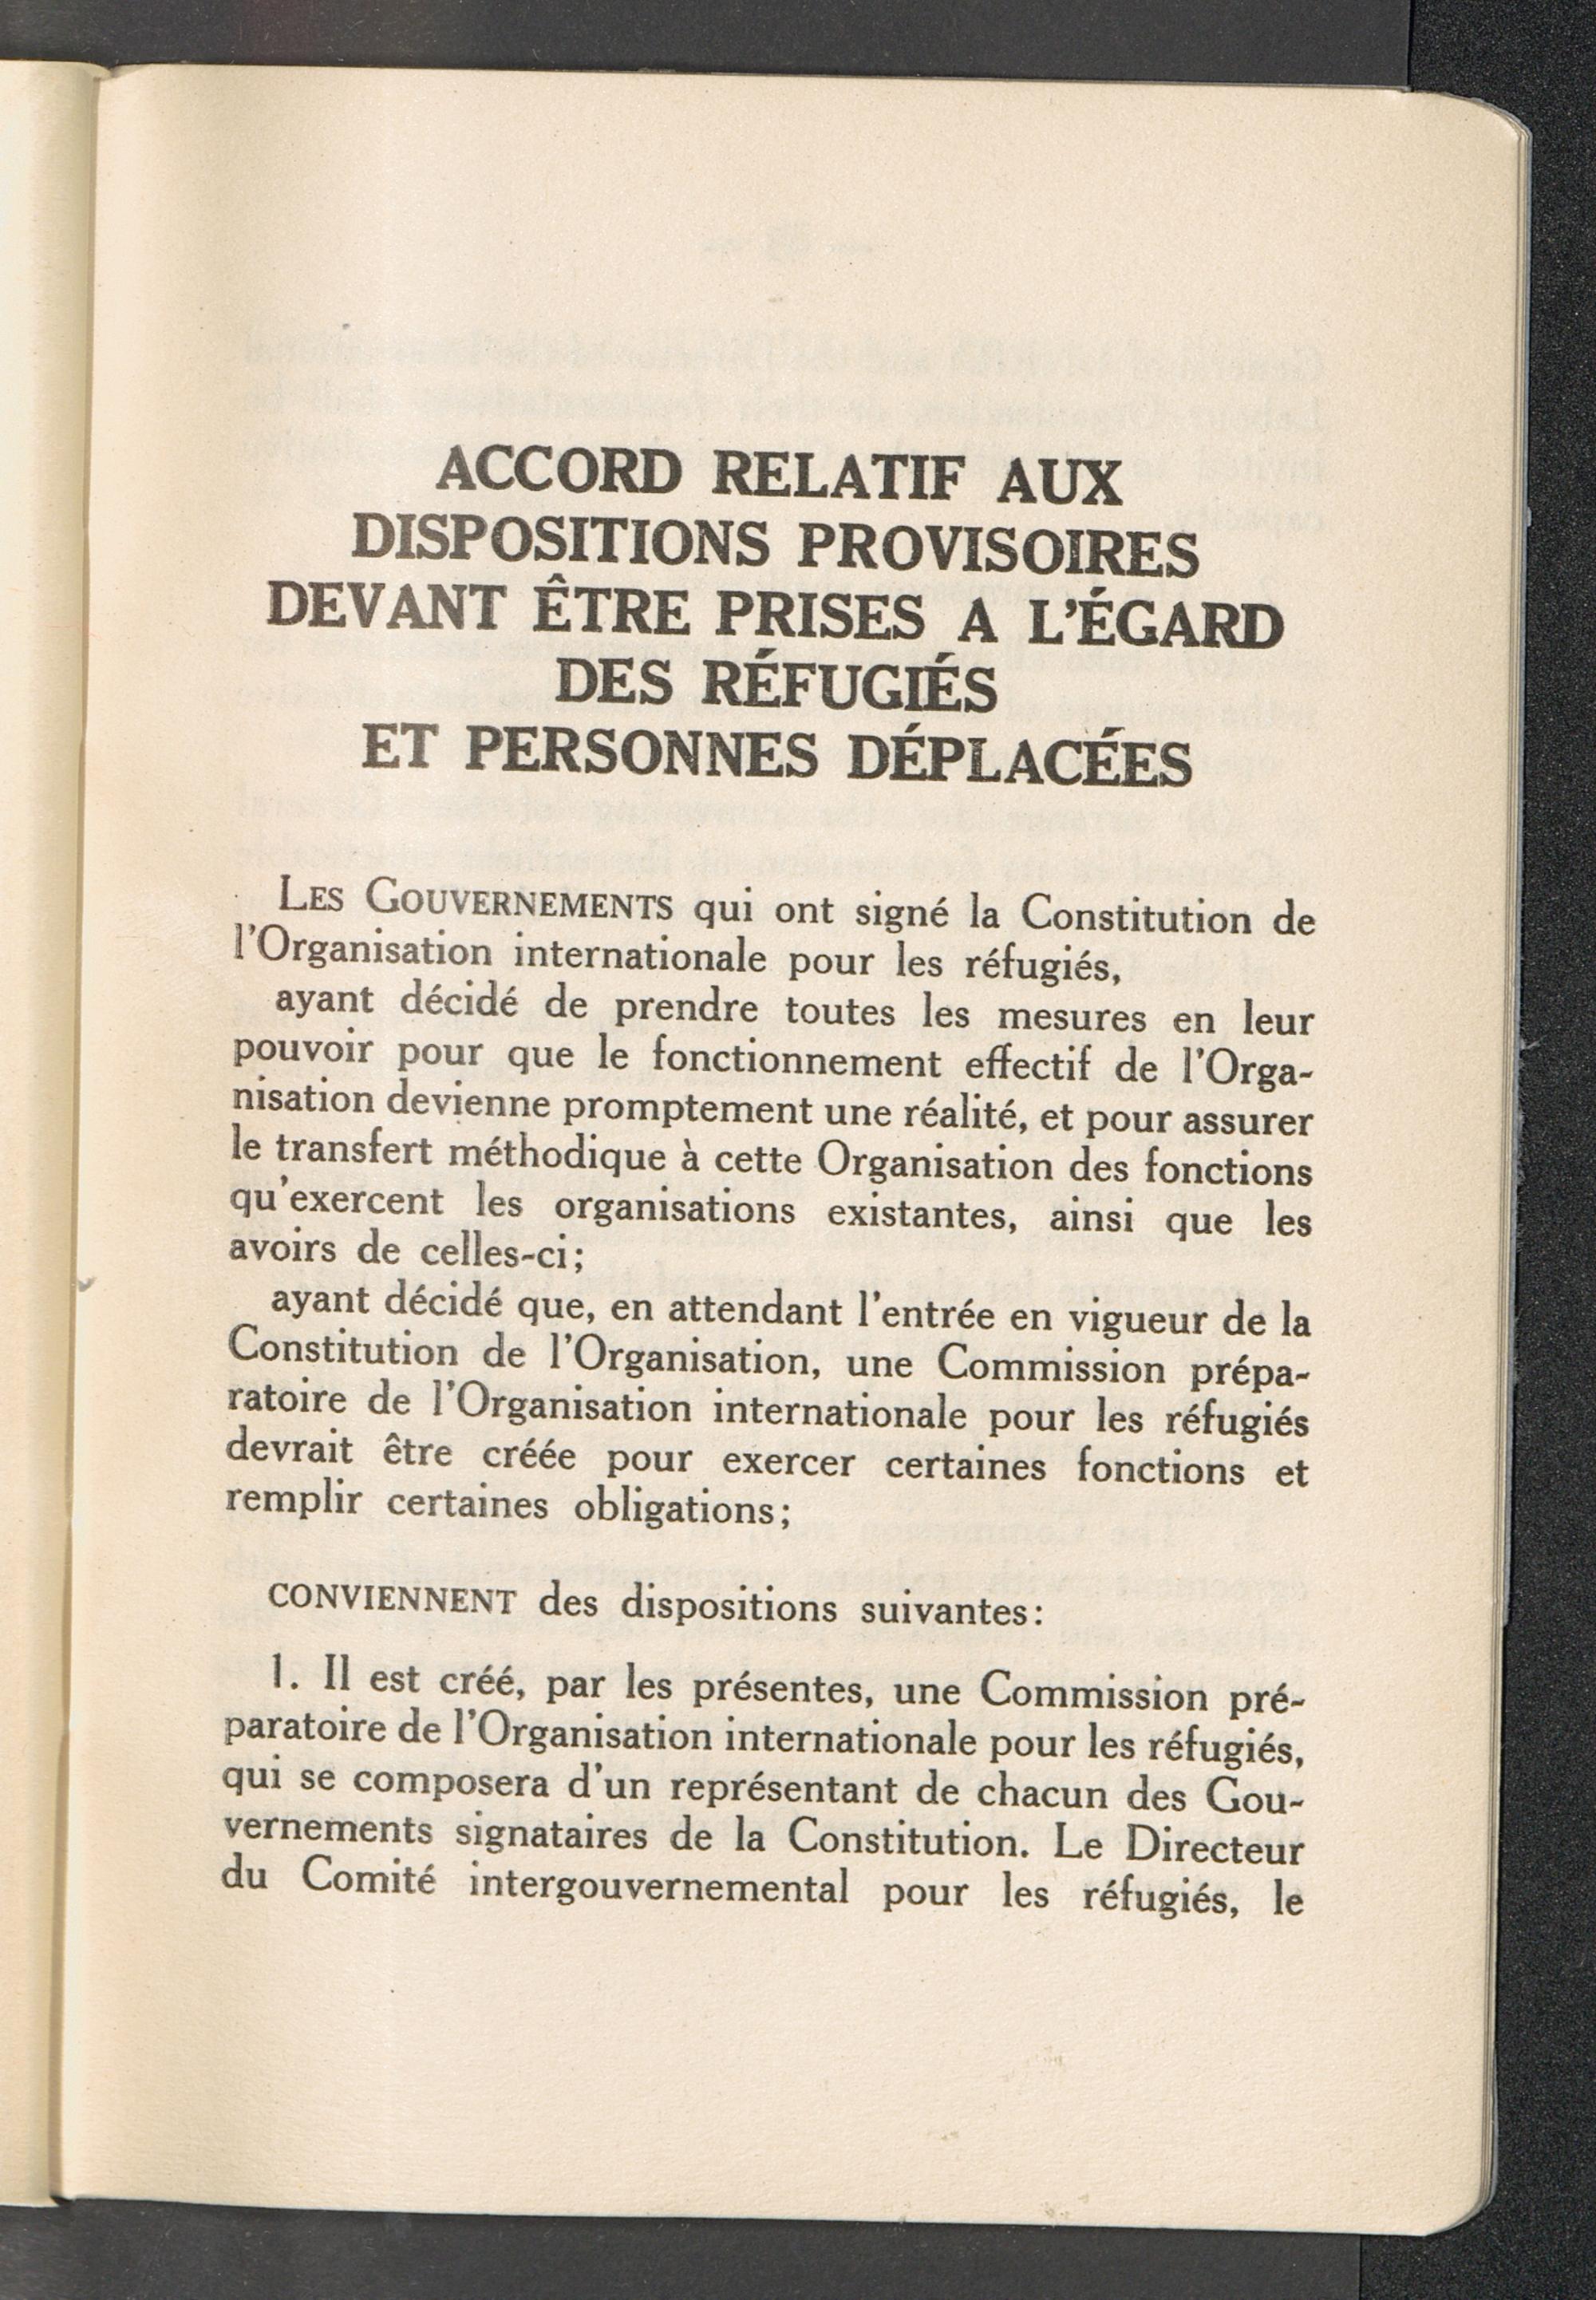 ACCORD RELATIF AUX
DISPOSITIONS PROVISOIRES
DEVANT ÊTRE PRISES A L'ÉGARD
DES RÉFUGIÉS
ET PERSONNES DÉPLACÉES
LES GOUVERNEMENTS qui ont signé la Constitution de
l'Organisation internationale pour les réfugiés,
ayant décidé de prendre toutes les mesures en leur
pouvoir pour que le fonctionnement effectif de l'Orga-
nisation devienne promptement une réalité, et pour assurer
le transfert méthodique à cette Organisation des fonctions
qu'exercent les organisations existantes, ainsi que les
avoirs de celles-ci;
ayant décidé que, en attendant l'entrée en vigueur de la
Constitution de l'Organisation, une Commission prépa-
ratoire de l'Organisation internationale pour les réfugiés
devrait être créée pour exercer certaines fonctions et
remplir certaines obligations;
CONVIENNENT des dispositions suivantes:
1. Il est créé, par les présentes, une Commission pré-
paratoire de l'Organisation internationale pour les réfugiés,
qui se composera d'un représentant de chacun des Gou-
vernements signataires de la Constitution. Le Directeur
du Comité intergouvernemental pour les réfugiés, le